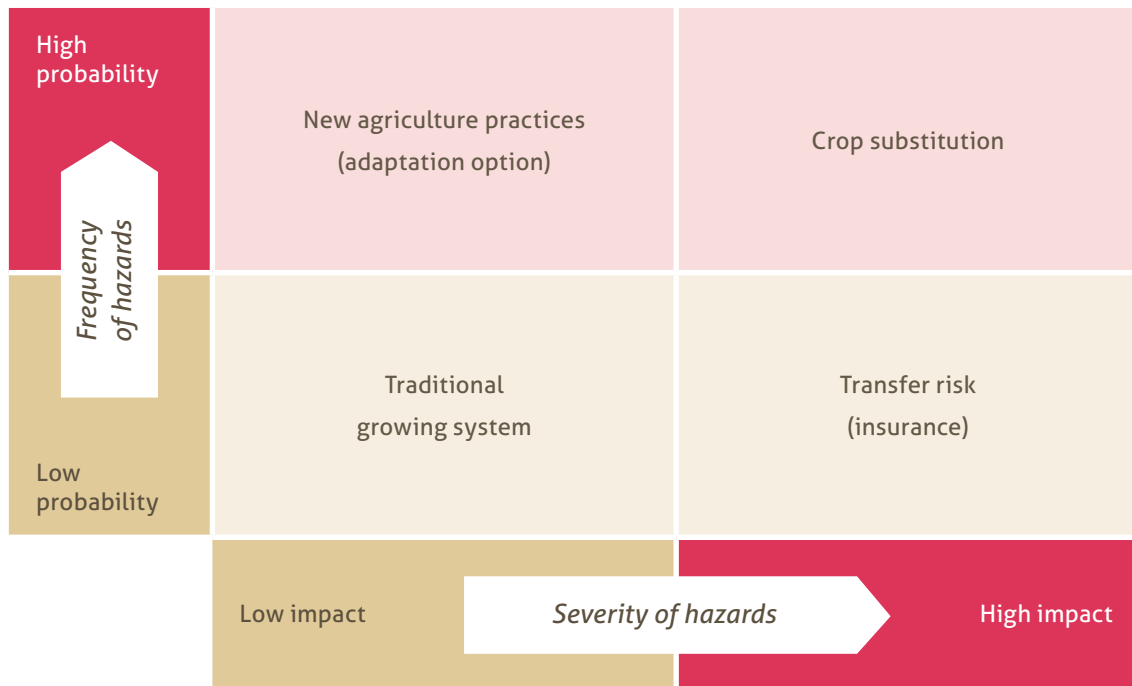 High
probability
New agriculture practices
(adaptation option)
Crop substitution
Frequency
of hazards
Traditional
growing system
Transfer risk
(insurance)
Low
probability
Low impact
Severity of hazards
High impact